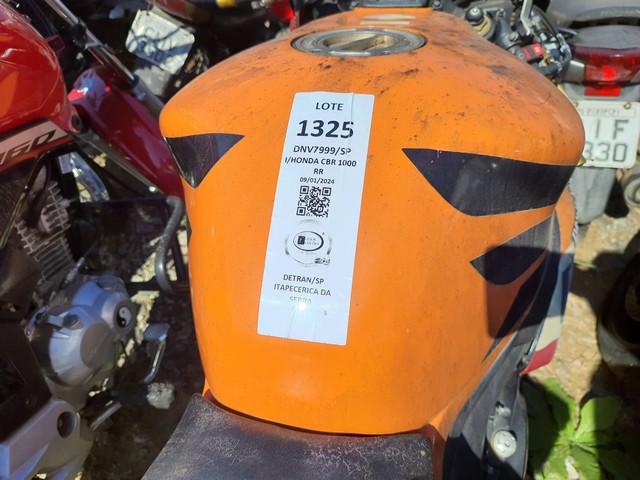 LOTE
1325
DNV7999/SP
I/HONDA CBR 1000
RR
09/01/2024
DETRAN/SP
ITAPECERICA DA
SERRA